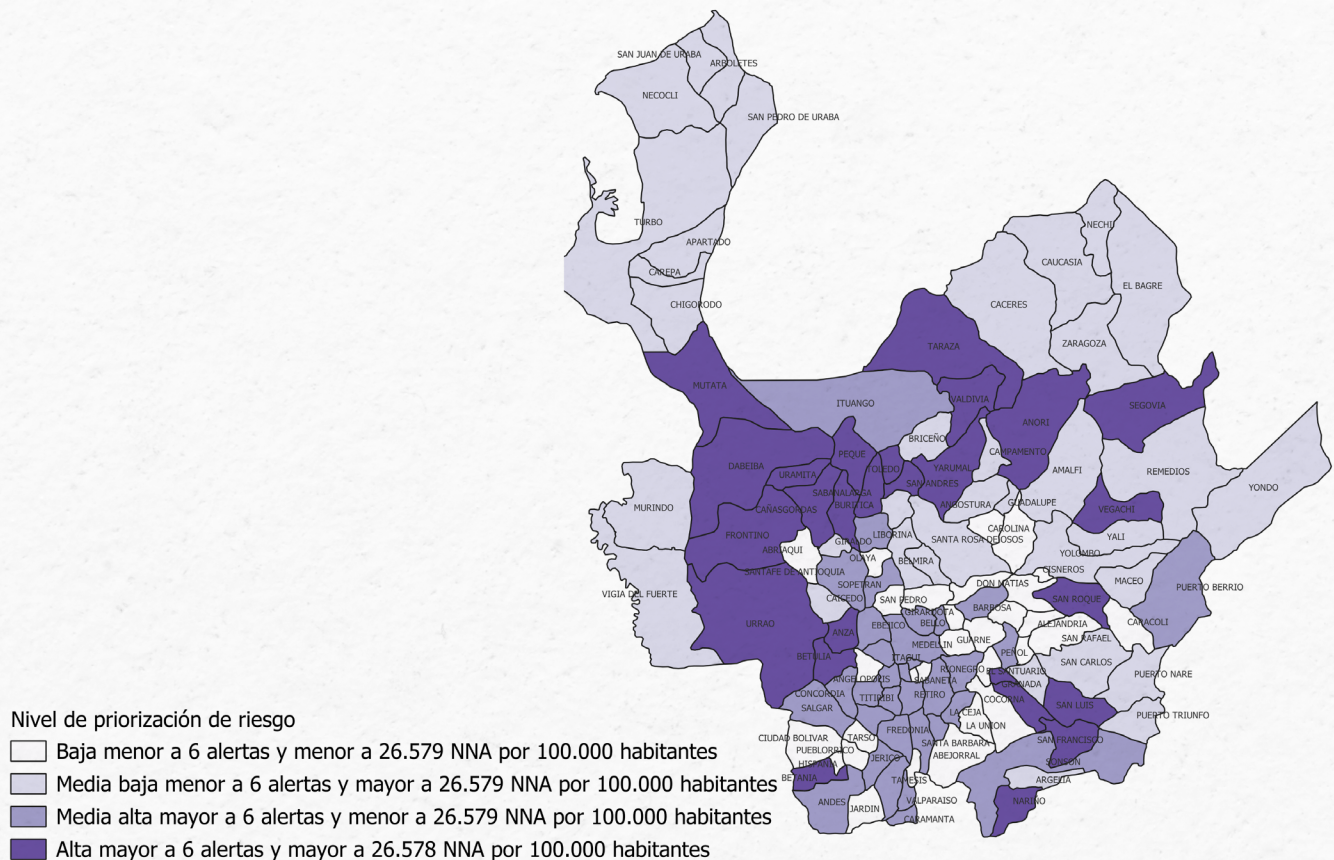 SAN JUAN DE URABA
ARBOLETES
NECOCLI
SAN PEDRO DE URABA
TURBO
APARTADO
CAREPA
CHIGORODO
NECHI
CAUCASIA
EL BAGRE
CACERES
ZARAGOZA
TARAZA
MUTATA
ITUANGO
VALDIVIA
SEGOVIA
ANORI
BRICEÑO
CAMPAMENTO
PEQUE
DABEIBA
URAMITA
TOLEDO
YARUMAL
AMALFI
REMEDIOS
SAN ANDRES
YONDO
SABANALARGA
BURITICA
CAÑASGORDAS
ANGOSTURA
GUADALUPE
MURINDO
VEGACHI
CAROLINA
FRONTINO
LIBORINA
YALI
GIRALDO
SANTA ROSA DE OSOS
ABRIAQUI
OLAYA
YOLOMBO
BELMIRA
CISNEROS
SANTAFE DE ANTIOQUIA
SOPETRAN
DON MATIAS
MACEO
PUERTO BERRIO
VIGIA DEL FUERTE
CAICEDO
SAN PEDRO
SAN ROQUE
BARBOSA
GIRARDOTA
CARACOLI
URRAO
EBEJICO
BELLO
ALEJANDRIA
ANZA
GUARNE
SAN RAFAEL
MEDELLIN
PEÑOL
BETULIA
ITAGUI
SAN CARLOS
RIONEGRO
EL SANTUARIO
PUERTO NARE
ANGELOPOLIS
SABANETA
GRANADA
CONCORDIA
TITIRIBI
RETIRO
COCORNA
SALGAR
SAN LUIS
LA CEJA
PUERTO TRIUNFO
LA UNION
FREDONIA
CIUDAD BOLIVAR
TARSO
SANTA BARBARA
SAN FRANCISCO
PUEBLORRICO
ABEJORRAL
JERICO
HISPANIA
SONSON
BETANIA
TAMESIS
ARGELIA
ANDES
VALPARAISO
NARIÑO
JARDIN
CARAMANTA
Nivel de priorización de riesgo
Baja menor a 6 alertas y menor a 26.579 NNA por 100.000 habitantes
Media baja menor a 6 alertas y mayor a 26.579 NNA por 100.000 habitantes
Media alta mayor a 6 alertas y menor a 26.579 NNA por 100.000 habitantes
Alta mayor a 6 alertas y mayor a 26.578 NNA por 100.000 habitantes